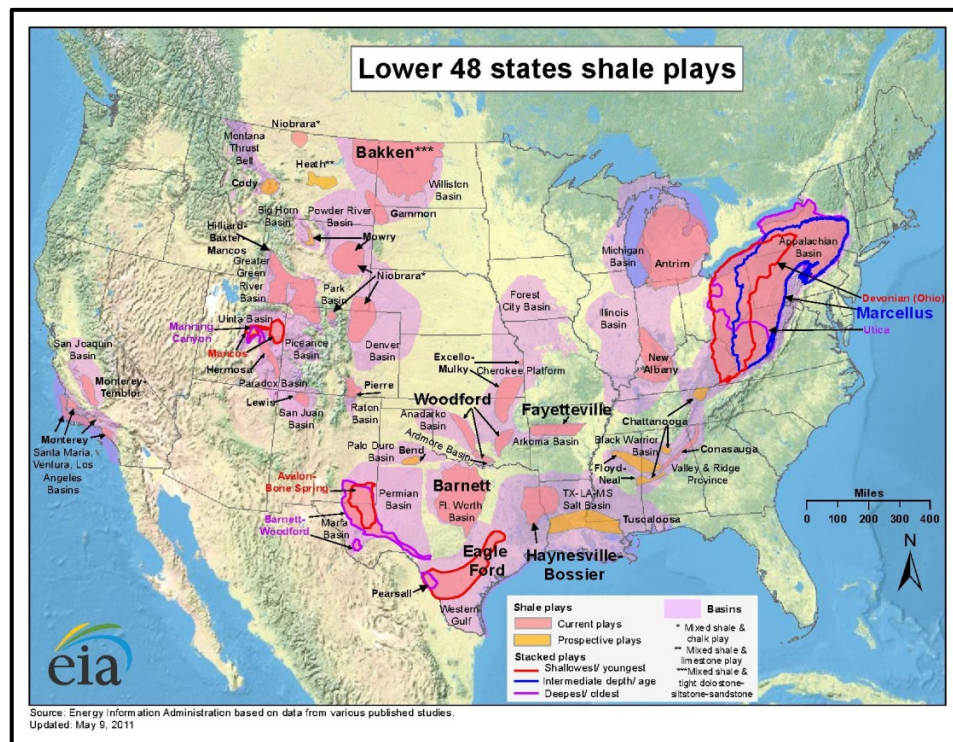 Lower 48 states shale plays
Niobrara*
Montana
Thrust
Belt
Bakken***
Heath**
Cody
Williston
Basin
Big Horn
Basin
Powder River
Basin
Gammon
Hilliard-
Baxter
Mancos
Mowry
Greater
Green
River
Basin
Niobrara*
Park
Basin
Michigan
Basin
Antrim
Appalachian
Basin
Devonian (Ohio)
Marcellus
Utica
Forest
City Basin
Illinois
Basin
Uinta Basin
Manning
Canyon
Mancos
Piceance
Basin
Denver
Basin
San Joaquin
Basin
Hermosa
Paradox Basin
Excello-
Mulky
Cherokee Platform
New
Albany
Monterey-
Temblor
Pierre
Lewis
San Juan
Basin
Raton
Basin
Woodford
Anadarko
Basin
Fayetteville
Chattanooga
Monterey
Santa Maria,
Ventura, Los
Angeles
Basins
Ardmore Basin
Arkoma Basin
Black Warrior
Basin
Conasauga
Palo Duro
Basin
Bend
Floyd-
Neal
Valley & Ridge
Province
Avalon-
Bone Spring
Permian
Basin
Barnett
Ft. Worth
Basin
TX-LA-MS
Salt Basin
Tuscaloosa
Barnett-
Woodford
Marfa
Basin
Eagle
Ford
Haynesville-
Bossier
Pearsall
Western
Gulf
Miles
0 100 200 300 400
N
Shale plays
Current plays
Prospective plays
Stacked plays
Shallowest/ youngest
Intermediate depth/ age
Deepest/ oldest
Basins
* Mixed shale &
chalk play
** Mixed shale &
limestone play
***Mixed shale &
tight dolostone-
siltstone-sandstone
eia
Source: Energy Information Administration based on data from various published studies.
Updated: May 9, 2011